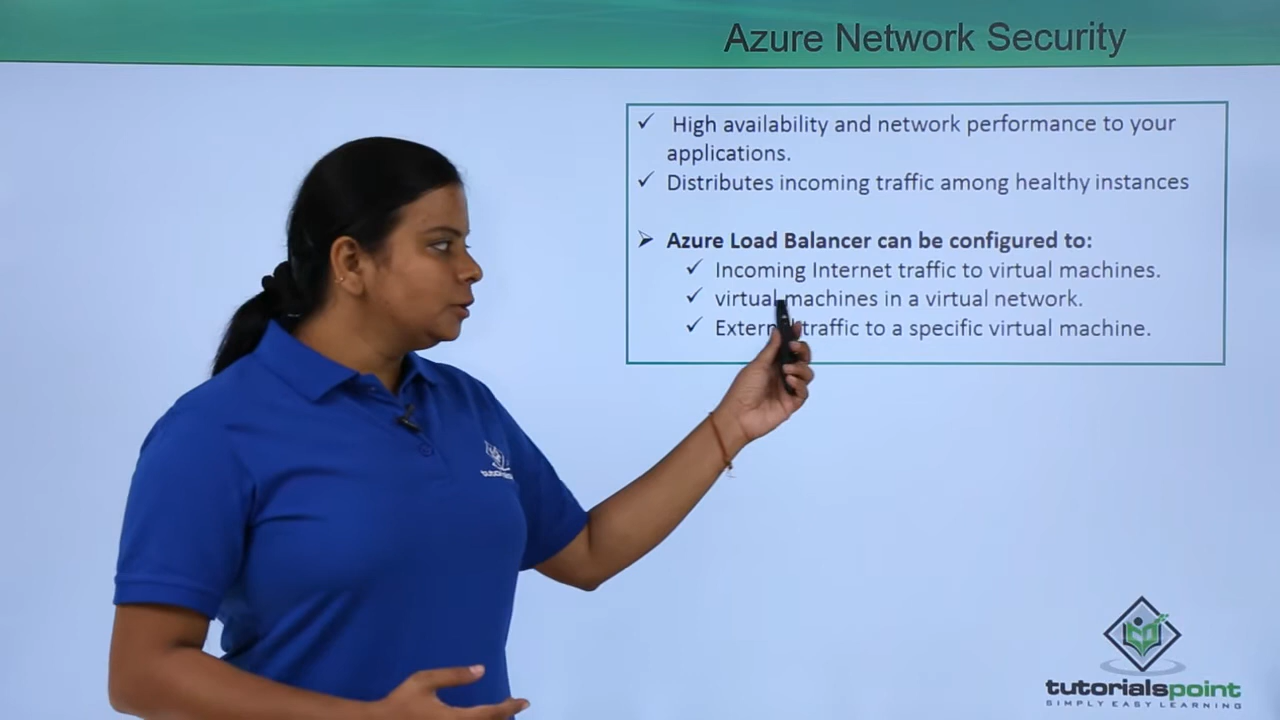 Azure Network Security
✓ High availability and network performance to your
applications.
✓ Distributes incoming traffic among healthy instances
➢ Azure Load Balancer can be configured to:
✓ Incoming Internet traffic to virtual machines.
✓ virtual machines in a virtual network.
✓ External traffic to a specific virtual machine.
tutorialspoint
SIMPLY EASY LEARNING